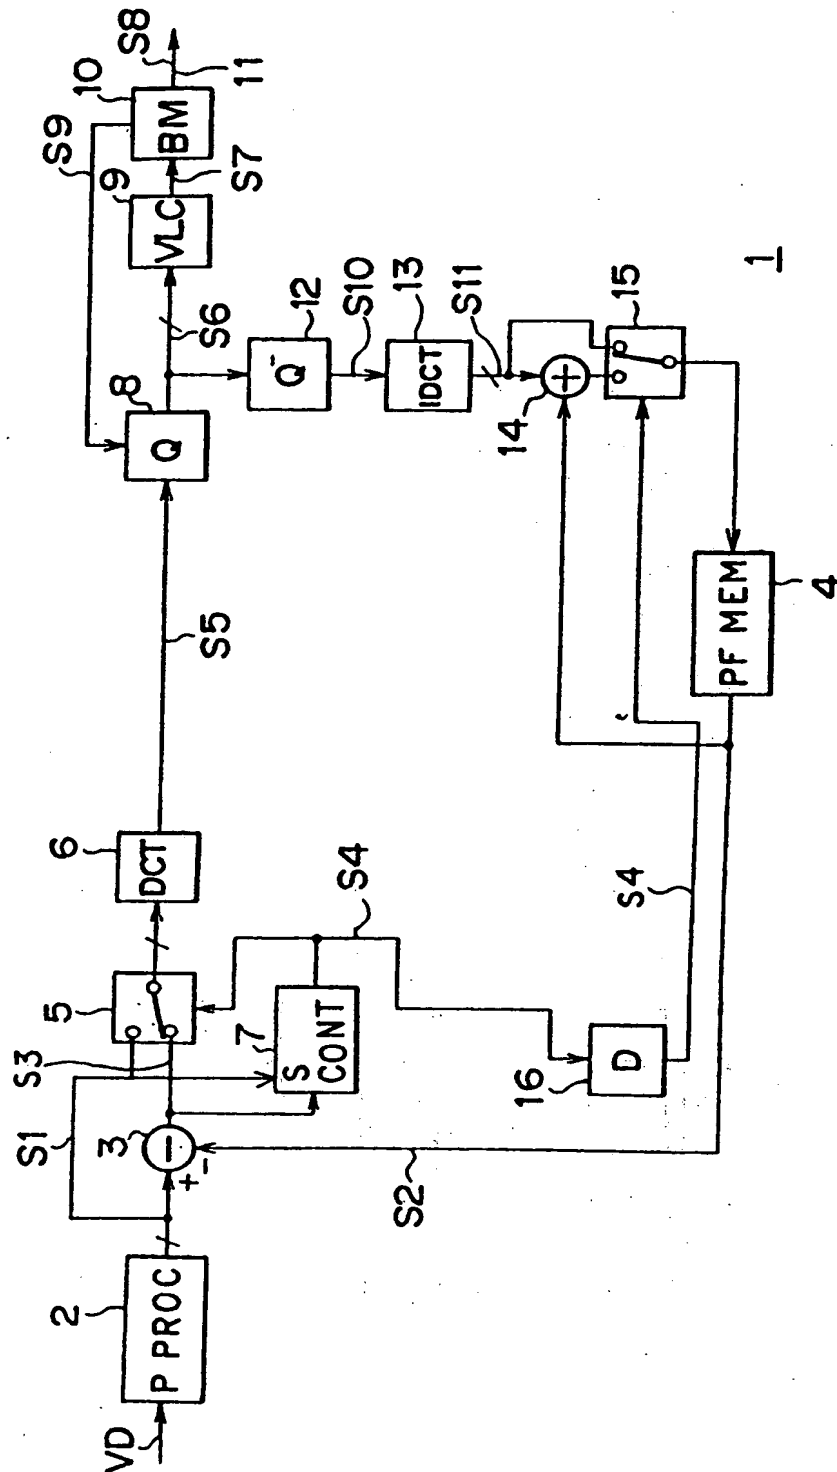 VD
2
P PROC
S1
3
+
-
−
S3
5
7
S
CONT
6
DCT
S4
S5
8
Q
S9
S6
9
VLC
S7
10
BM
S8
11
12
Q⁻
S10
13
IDCT
S11
14
+
15
1
PF MEM
4
S4
16
D
S2